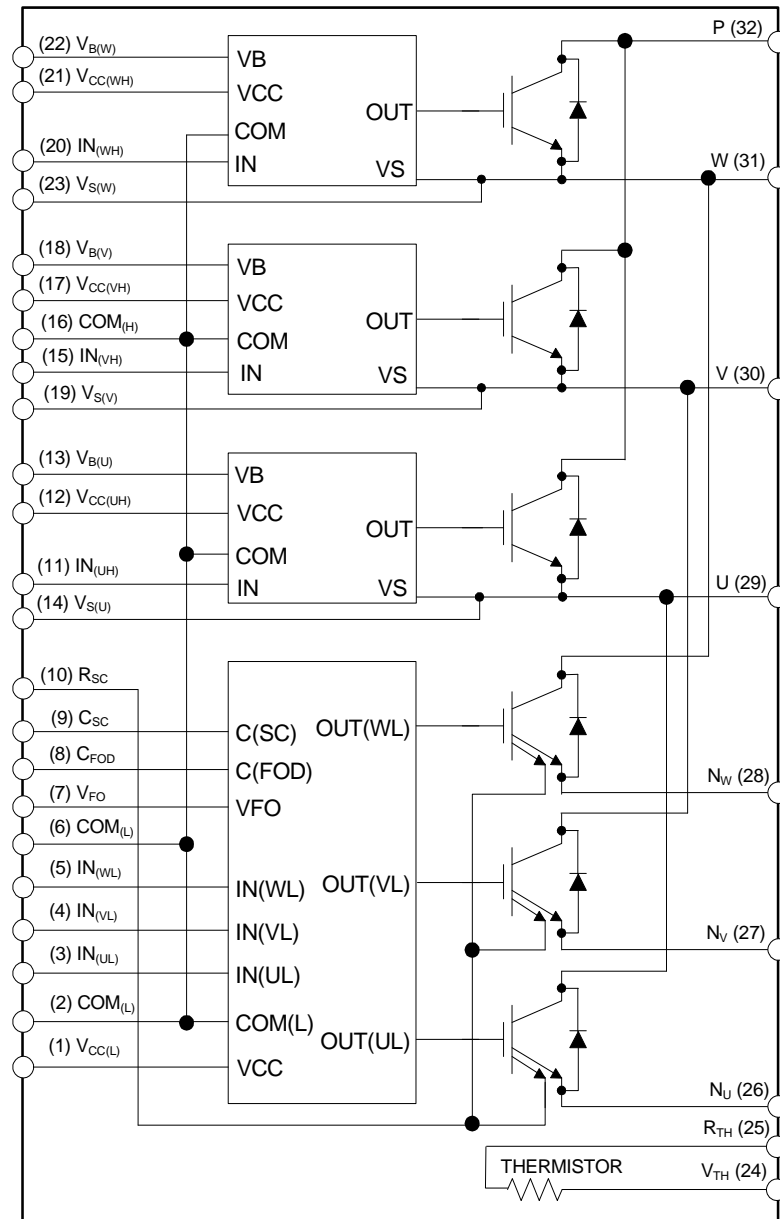 (22) VB(W)
(21) VCC(WH)
(20) IN(WH)
(23) VS(W)
VB
VCC
COM
IN
OUT
VS
P (32)
W (31)
(18) VB(V)
(17) VCC(VH)
(16) COM(H)
(15) IN(VH)
(19) VS(V)
VB
VCC
COM
IN
OUT
VS
V (30)
(13) VB(U)
(12) VCC(UH)
(11) IN(UH)
(14) VS(U)
VB
VCC
COM
IN
OUT
VS
U (29)
(10) RSC
(9) CSC
(8) CFOD
(7) VFO
(6) COM(L)
(5) IN(WL)
(4) IN(VL)
(3) IN(UL)
(2) COM(L)
(1) VCC(L)
C(SC)
C(FOD)
VFO
IN(WL)
IN(VL)
IN(UL)
COM(L)
VCC
OUT(WL)
OUT(VL)
OUT(UL)
NW (28)
NV (27)
NU (26)
RTH (25)
VTH (24)
THERMISTOR